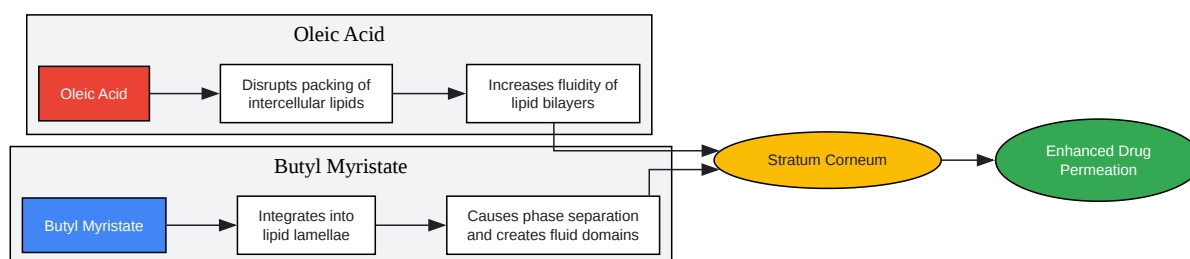 Oleic Acid
Oleic Acid
Disrupts packing of
intercellular lipids
Increases fluidity of
lipid bilayers
Butyl Myristate
Butyl Myristate
Integrates into
lipid lamellae
Causes phase separation
and creates fluid domains
Stratum Corneum
Enhanced Drug
Permeation